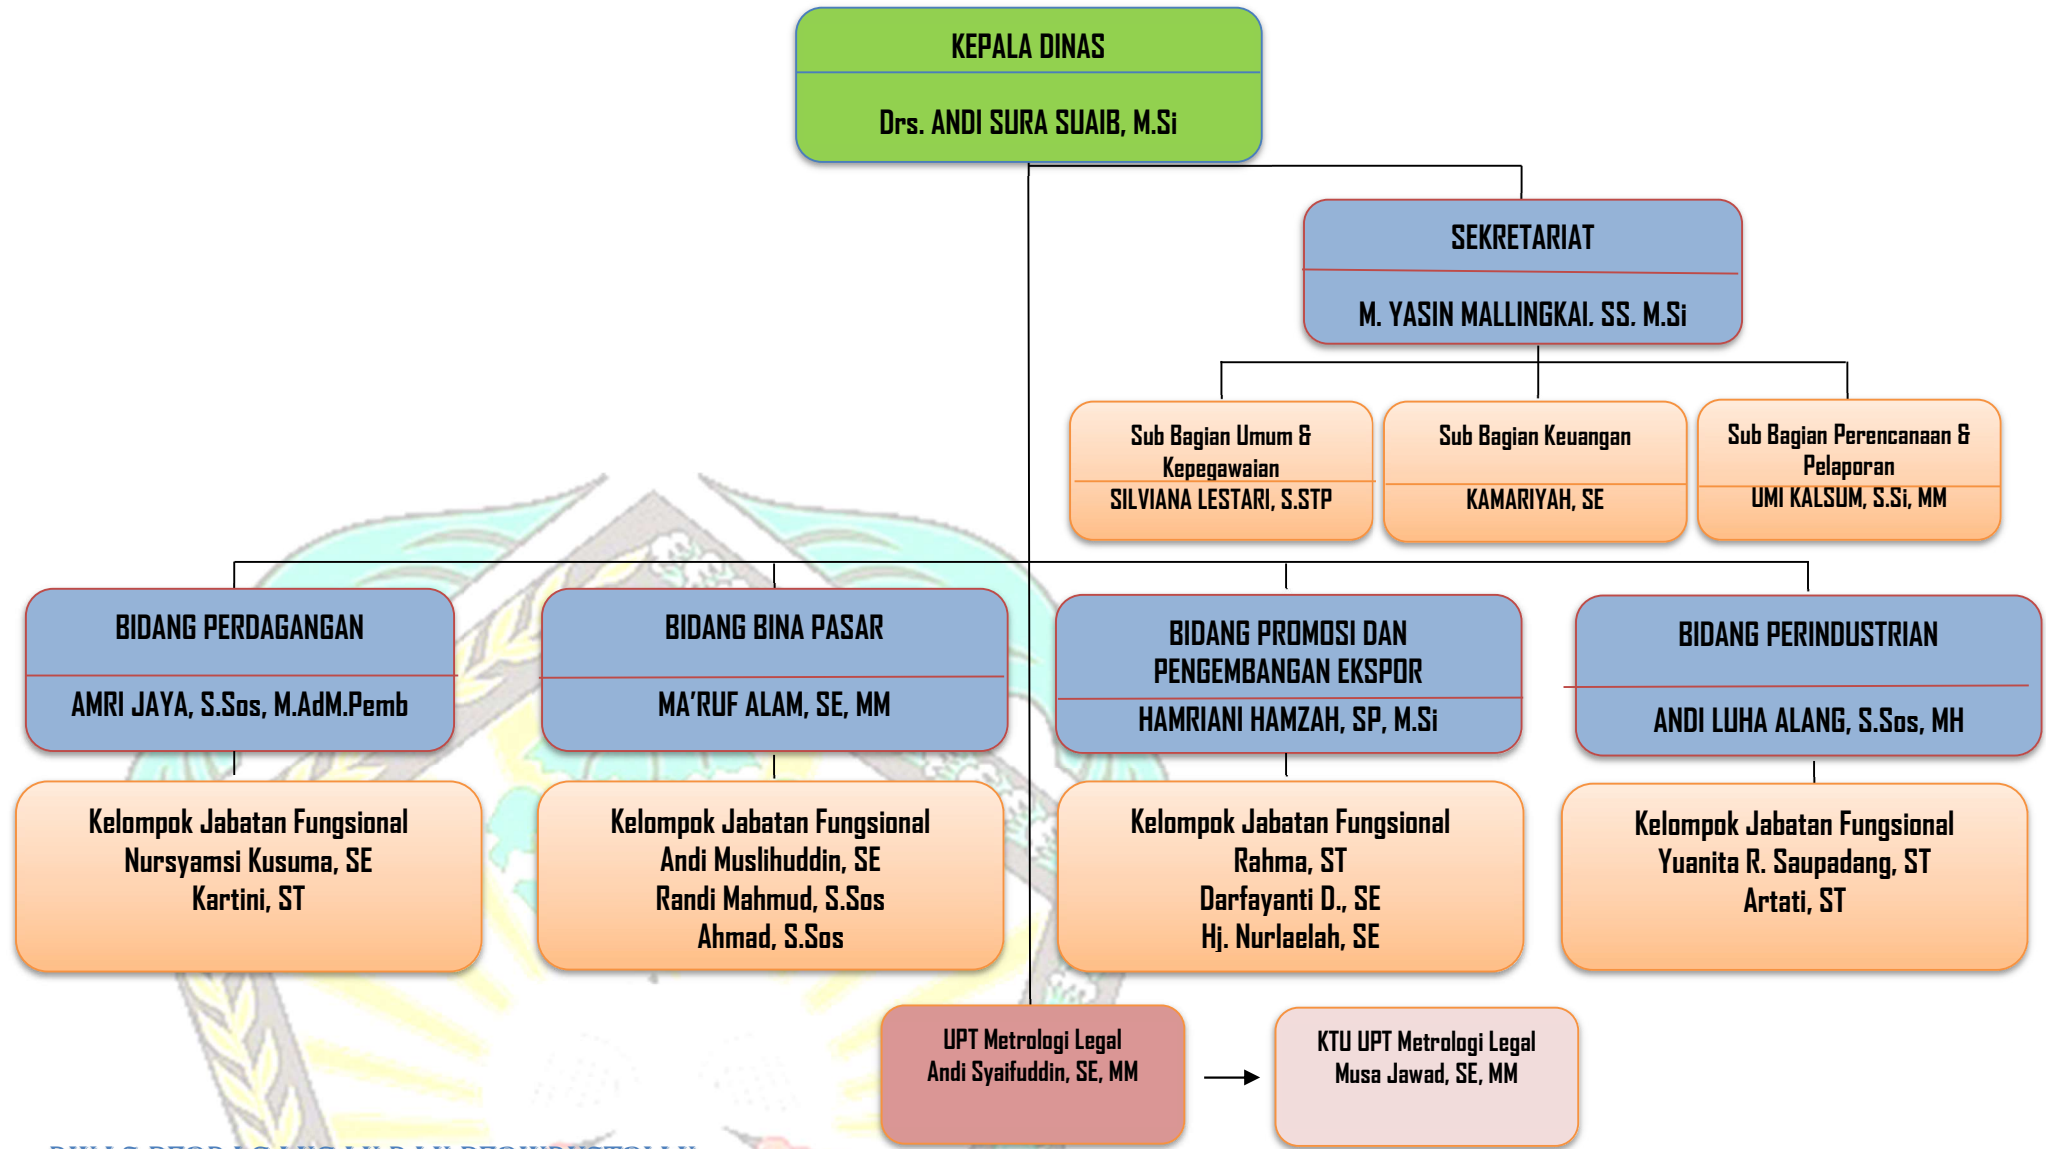 KEPALA DINAS
Drs. ANDI SURA SUAIB, M.Si
SEKRETARIAT
M. YASIN MALLINGKAI. SS. M.Si
Sub Bagian Umum &
Kepegawaian
SILVIANA LESTARI, S.STP
Sub Bagian Keuangan
KAMARIYAH, SE
Sub Bagian Perencanaan &
Pelaporan
UMI KALSUM, S.Si, MM
BIDANG PERDAGANGAN
AMRI JAYA, S.Sos, M.AdM.Pemb
BIDANG BINA PASAR
MA’RUF ALAM, SE, MM
BIDANG PROMOSI DAN
PENGEMBANGAN EKSPOR
HAMRIANI HAMZAH, SP, M.Si
BIDANG PERINDUSTRIAN
ANDI LUHA ALANG, S.Sos, MH
Kelompok Jabatan Fungsional
Nursyamsi Kusuma, SE
Kartini, ST
Kelompok Jabatan Fungsional
Andi Muslihuddin, SE
Randi Mahmud, S.Sos
Ahmad, S.Sos
Kelompok Jabatan Fungsional
Rahma, ST
Darfayanti D., SE
Hj. Nurlaelah, SE
Kelompok Jabatan Fungsional
Yuanita R. Saupadang, ST
Artati, ST
UPT Metrologi Legal
Andi Syaifuddin, SE, MM
KTU UPT Metrologi Legal
Musa Jawad, SE, MM